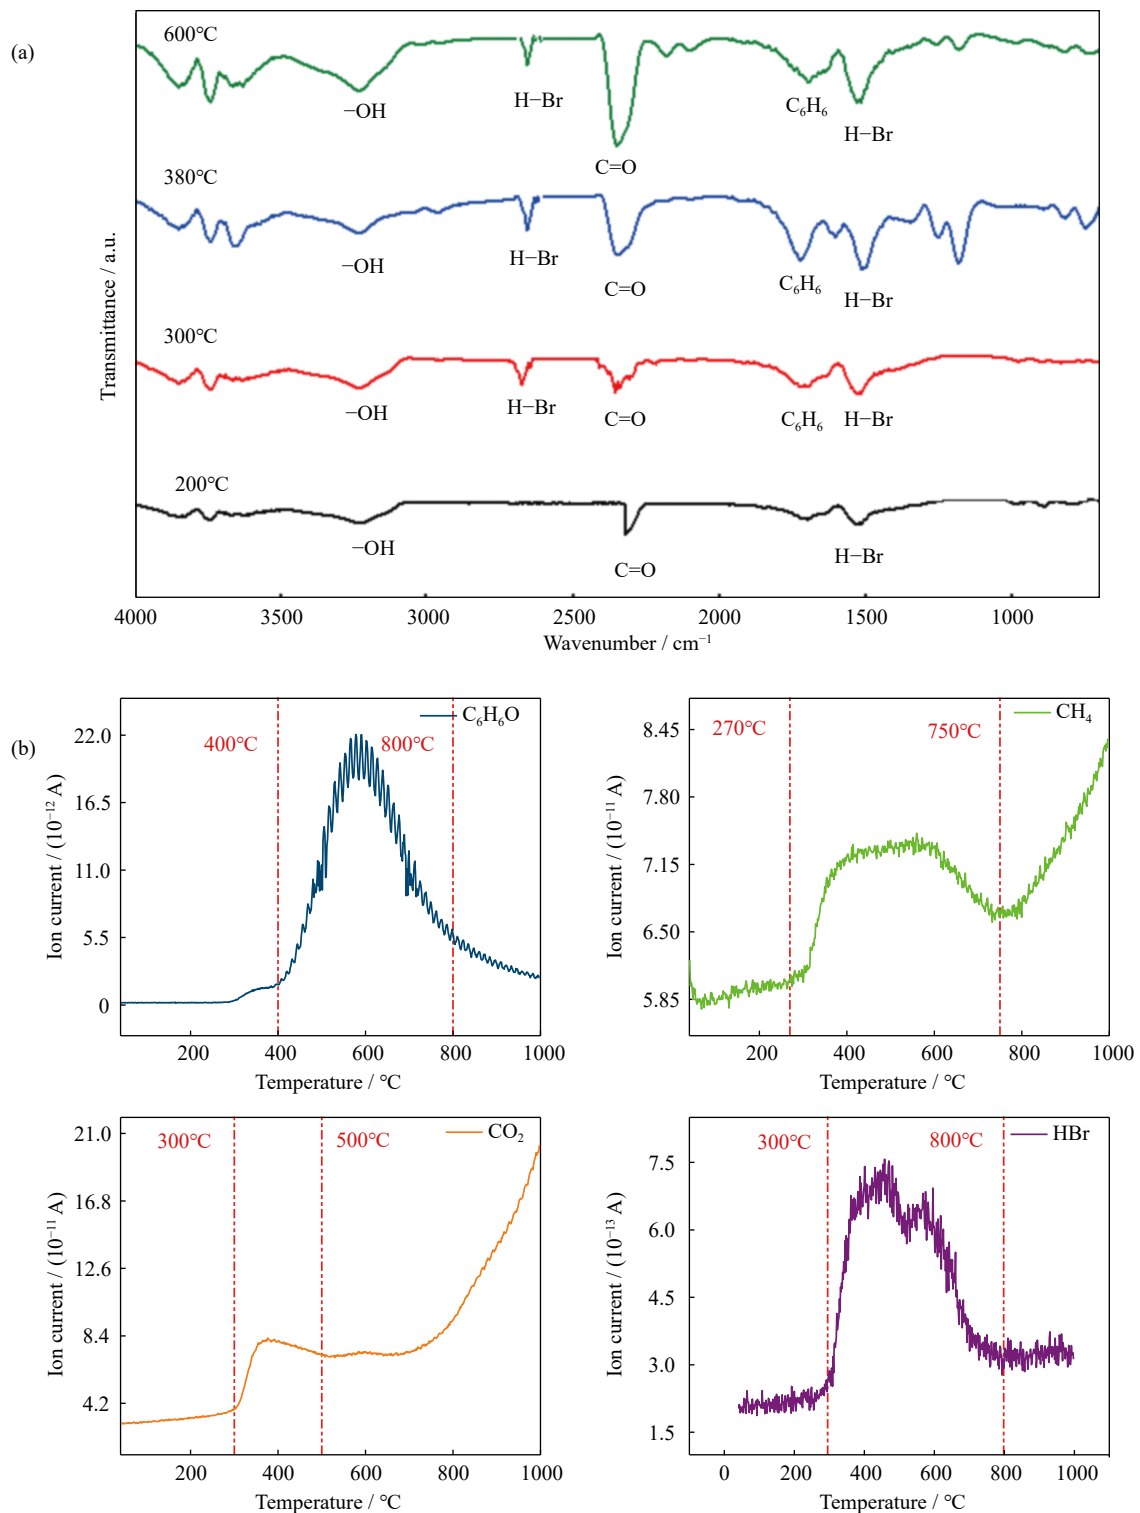 (a)
600℃
−OH
H−Br
C=O
C₆H₆
H−Br
380℃
−OH
H−Br
C=O
C₆H₆
H−Br
300℃
−OH
H−Br
C=O
C₆H₆
H−Br
200℃
−OH
C=O
H−Br
Transmittance / a.u.
4000 3500 3000 2500 2000 1500 1000
Wavenumber / cm⁻¹
(b)
C₆H₆O
400℃ 800℃
22.0
16.5
11.0
5.5
0
Ion current / (10⁻¹² A)
200 400 600 800 1000
Temperature / ℃
CH₄
270℃ 750℃
8.45
7.80
7.15
6.50
5.85
Ion current / (10⁻¹¹ A)
200 400 600 800 1000
Temperature / ℃
CO₂
300℃ 500℃
21.0
16.8
12.6
8.4
4.2
Ion current / (10⁻¹¹ A)
200 400 600 800 1000
Temperature / ℃
HBr
300℃ 800℃
7.5
6.0
4.5
3.0
1.5
Ion current / (10⁻¹³ A)
0 200 400 600 800 1000
Temperature / ℃